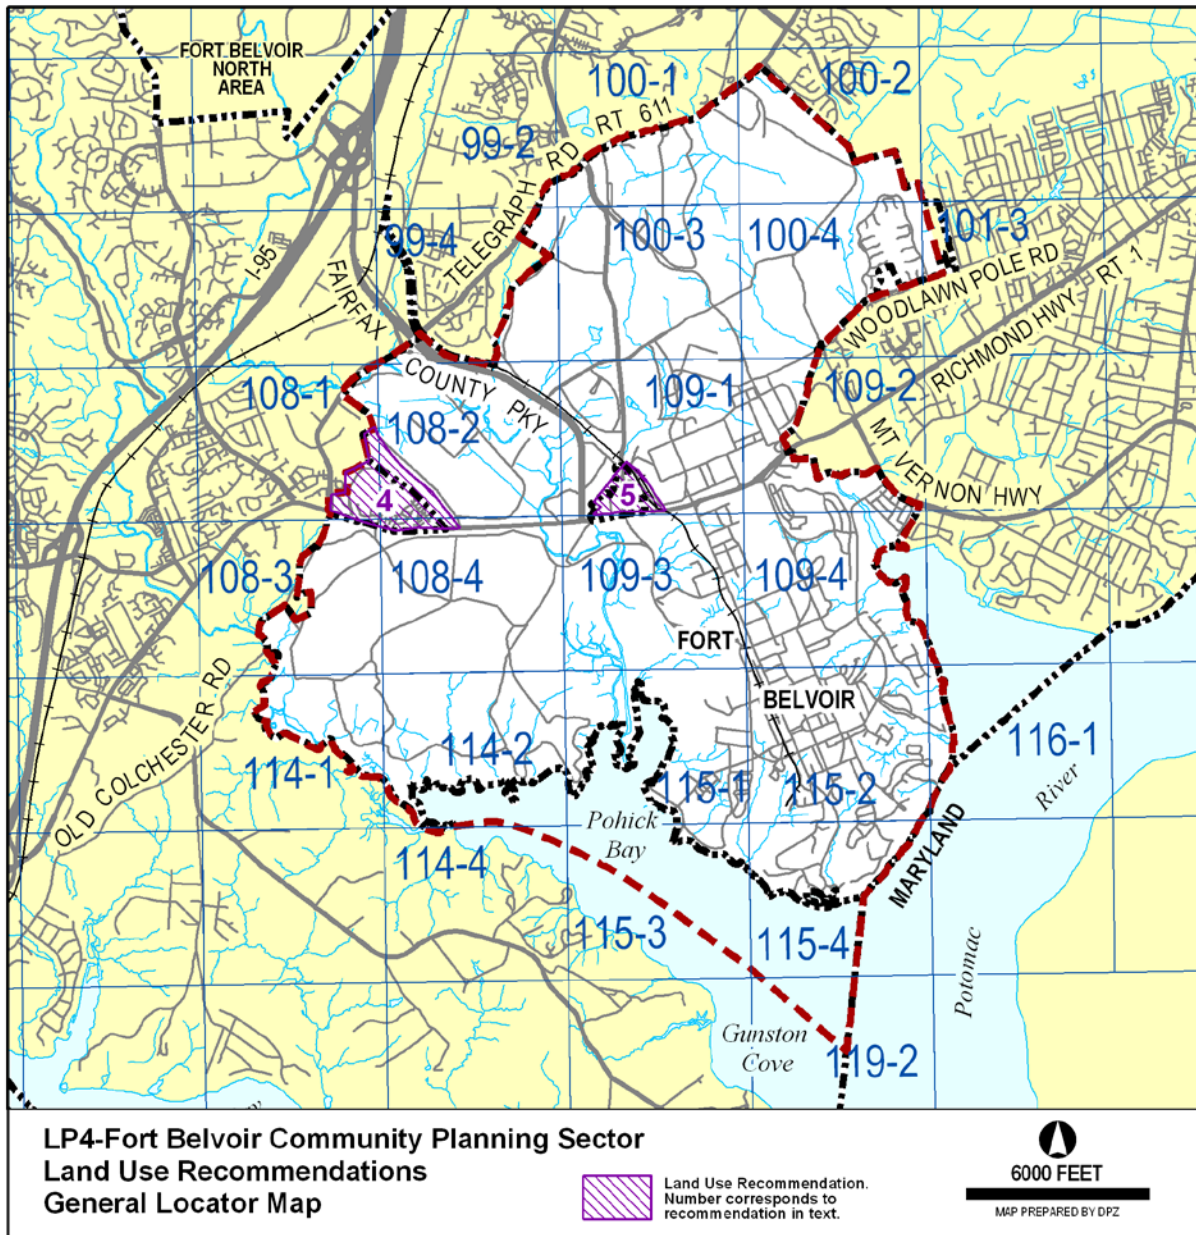 FORT BELVOIR
NORTH
AREA
100-1
100-2
RT 611
99-2
TELEGRAPH RD
99-4
100-3
100-4
101-3
I-95
FAIRFAX COUNTY PKY
WOODLAWN POLE RD
RICHMOND HWY - RT 1
108-1
108-2
109-1
109-2
MT VERNON HWY
4
5
108-3
108-4
109-3
109-4
FORT
BELVOIR
OLD COLCHESTER RD
114-1
114-2
115-1
115-2
116-1
River
Pohick
Bay
MARYLAND
114-4
115-3
115-4
Potomac
Gunston
Cove
119-2
LP4-Fort Belvoir Community Planning Sector
Land Use Recommendations
General Locator Map
Land Use Recommendation.
Number corresponds to
recommendation in text.
6000 FEET
MAP PREPARED BY DPZ